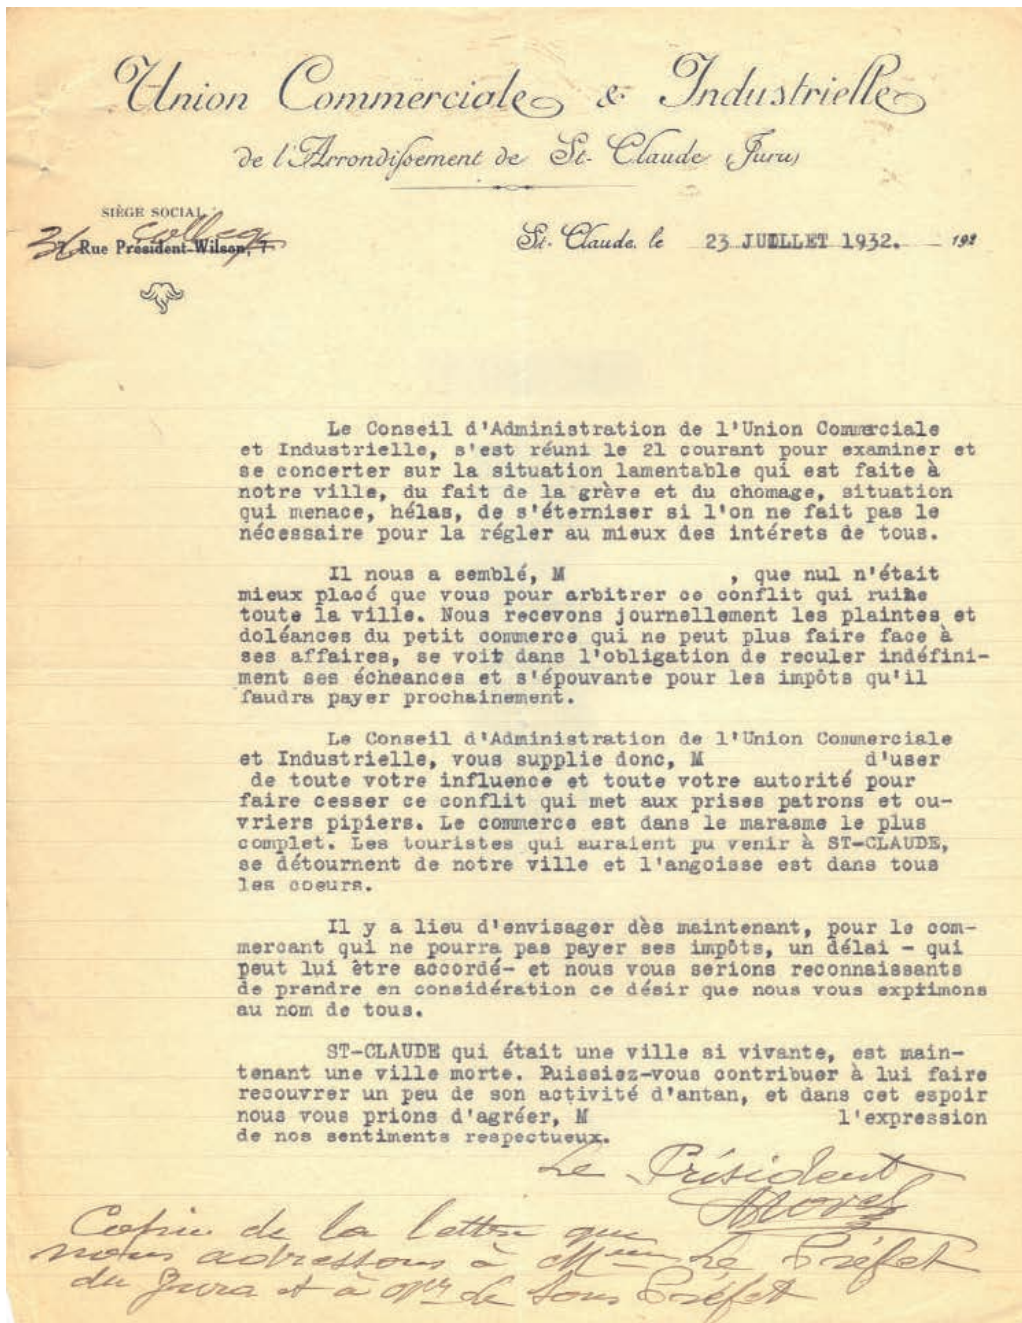 Union Commerciale & Industrielle
de l'Arrondissement de St-Claude (Jura)
SIÈGE SOCIAL :
7, Rue Président-Wilson, 7
36 College
St-Claude, le 23 JUILLET 1932. 192
Le Conseil d'Administration de l'Union Commerciale
et Industrielle, s'est réuni le 21 courant pour examiner et
se concerter sur la situation lamentable qui est faite à
notre ville, du fait de la grève et du chomage, situation
qui menace, hélas, de s'éterniser si l'on ne fait pas le
nécessaire pour la régler au mieux des intérets de tous.
Il nous a semblé, M , que nul n'était
mieux placé que vous pour arbitrer ce conflit qui ruine
toute la ville. Nous recevons journellement les plaintes et
doléances du petit commerce qui ne peut plus faire face à
ses affaires, se voit dans l'obligation de reculer indéfini-
ment ses écheances et s'épouvante pour les impôts qu'il
faudra payer prochainement.
Le Conseil d'Administration de l'Union Commerciale
et Industrielle, vous supplie donc, M d'user
de toute votre influence et toute votre autorité pour
faire cesser ce conflit qui met aux prises patrons et ou-
vriers pipiers. Le commerce est dans le marasme le plus
complet. Les touristes qui auraient pu venir à ST-CLAUDE,
se détournent de notre ville et l'angoisse est dans tous
les coeurs.
Il y a lieu d'envisager dès maintenant, pour le com-
mercant qui ne pourra pas payer ses impôts, un délai - qui
peut lui être accordé- et nous vous serions reconnaissants
de prendre en considération ce désir que nous vous exprimons
au nom de tous.
ST-CLAUDE qui était une ville si vivante, est main-
tenant une ville morte. Puissiez-vous contribuer à lui faire
recouvrer un peu de son activité d'antan, et dans cet espoir
nous vous prions d'agréer, M l'expression
de nos sentiments respectueux.
Le Président
Copie de la lettre que
nous adressons à Le Préfet
du Jura et à Mr le Sous Préfet